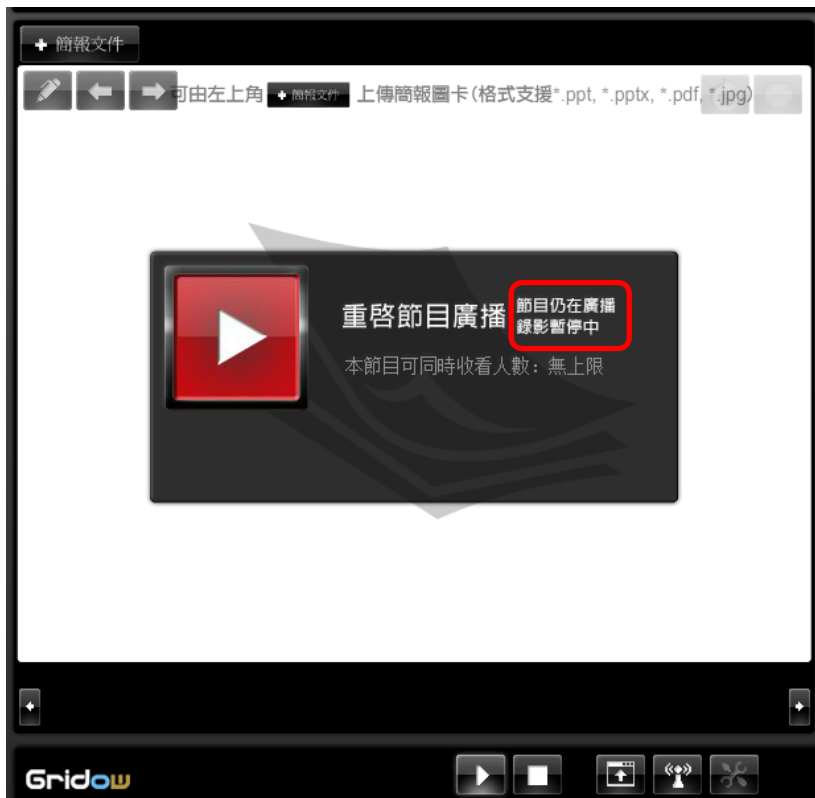 簡報文件
可由左上角 簡報文件 上傳簡報圖卡(格式支援*.ppt, *.pptx, *.pdf, *.jpg)
重啓節目廣播
節目仍在廣播
錄影暫停中
本節目可同時收看人數：無上限
Gridow